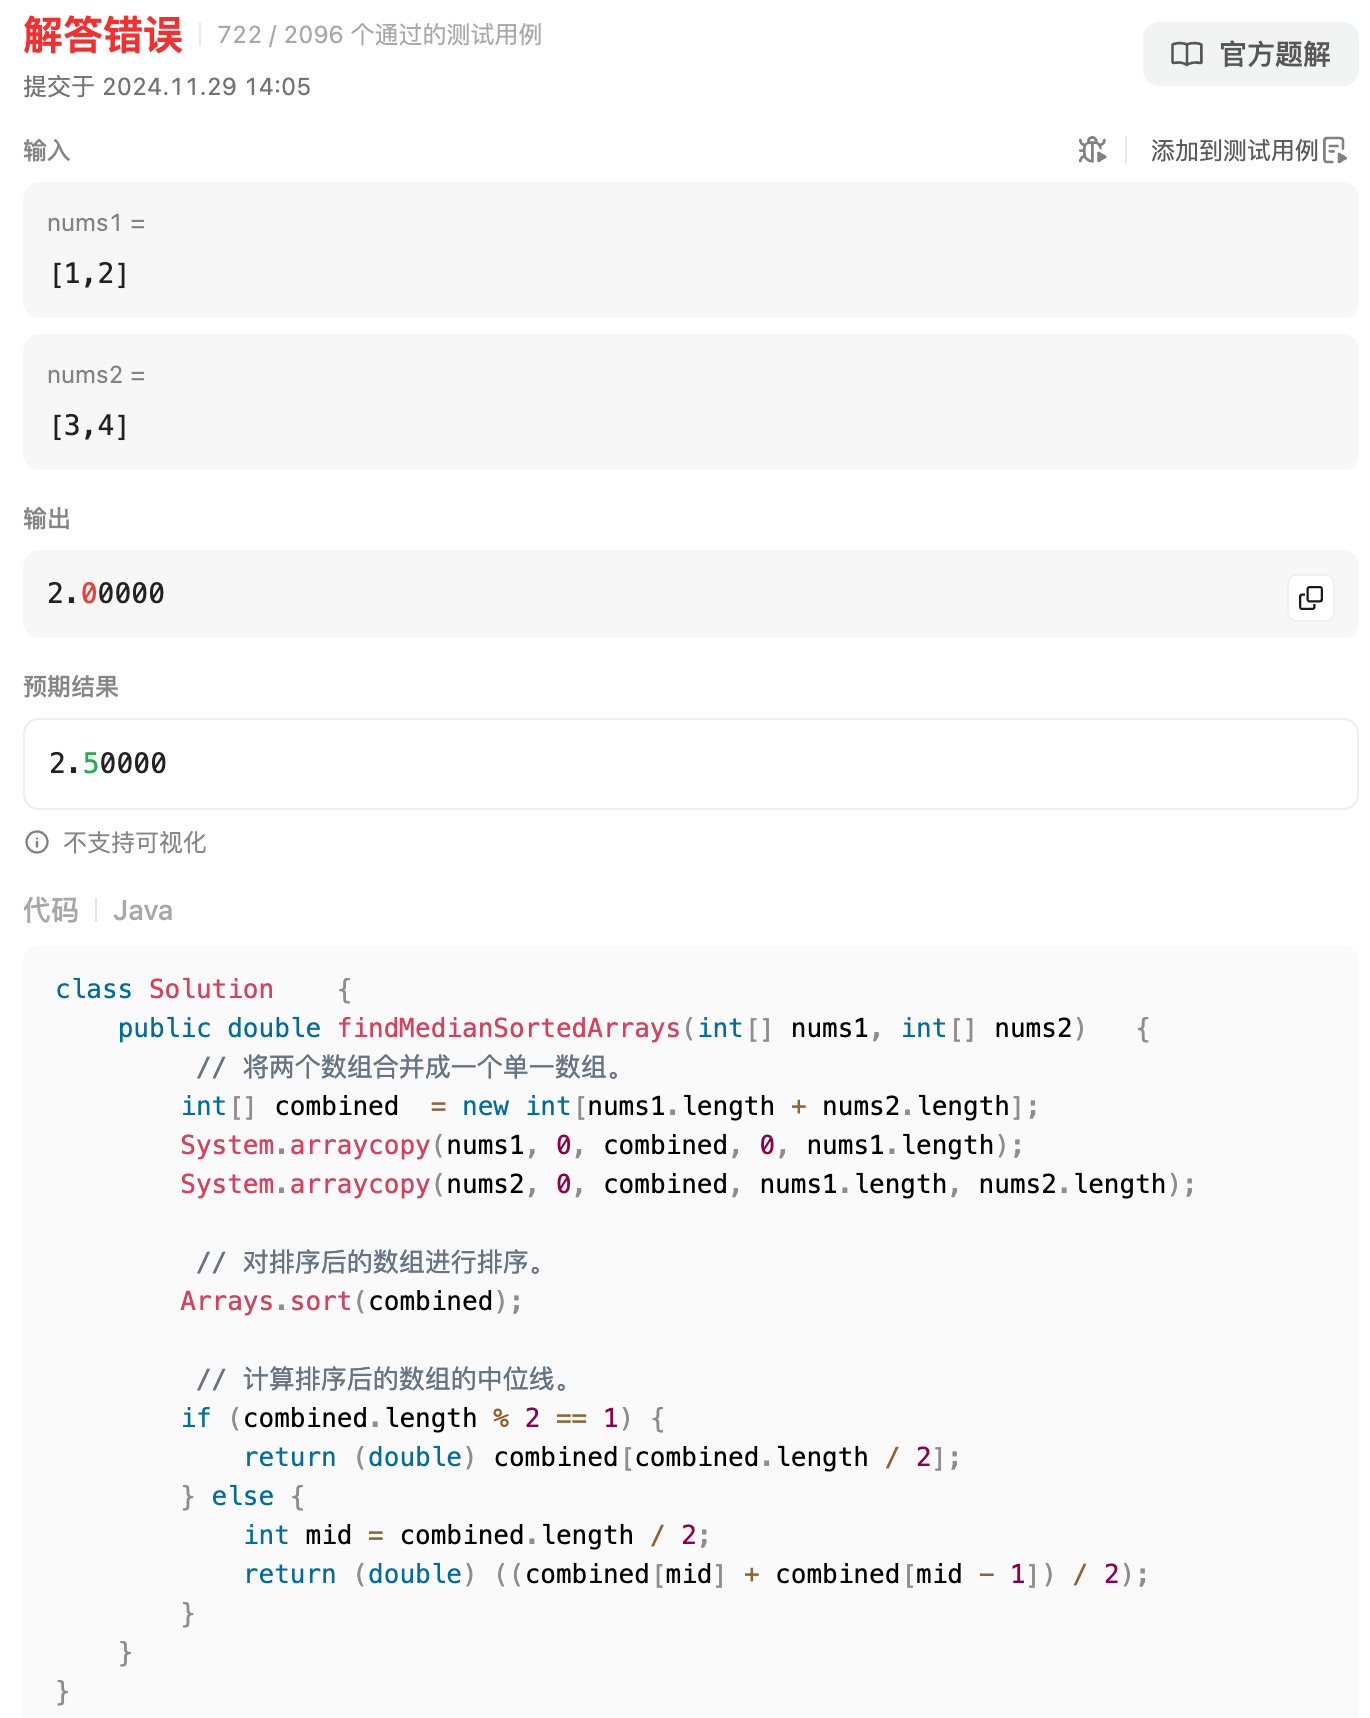 解答错误 722 / 2096 个通过的测试用例
官方题解
提交于 2024.11.29 14:05
输入
添加到测试用例
nums1 =
[1,2]
nums2 =
[3,4]
输出
2.00000
预期结果
2.50000
不支持可视化
代码 Java
class Solution    {
    public double findMedianSortedArrays(int[] nums1, int[] nums2)   {
         // 将两个数组合并成一个单一数组。
        int[] combined  = new int[nums1.length + nums2.length];
        System.arraycopy(nums1, 0, combined, 0, nums1.length);
        System.arraycopy(nums2, 0, combined, nums1.length, nums2.length);
         // 对排序后的数组进行排序。
        Arrays.sort(combined);
         // 计算排序后的数组的中位线。
        if (combined.length % 2 == 1) {
            return (double) combined[combined.length / 2];
        } else {
            int mid = combined.length / 2;
            return (double) ((combined[mid] + combined[mid - 1]) / 2);
        }
    }
}